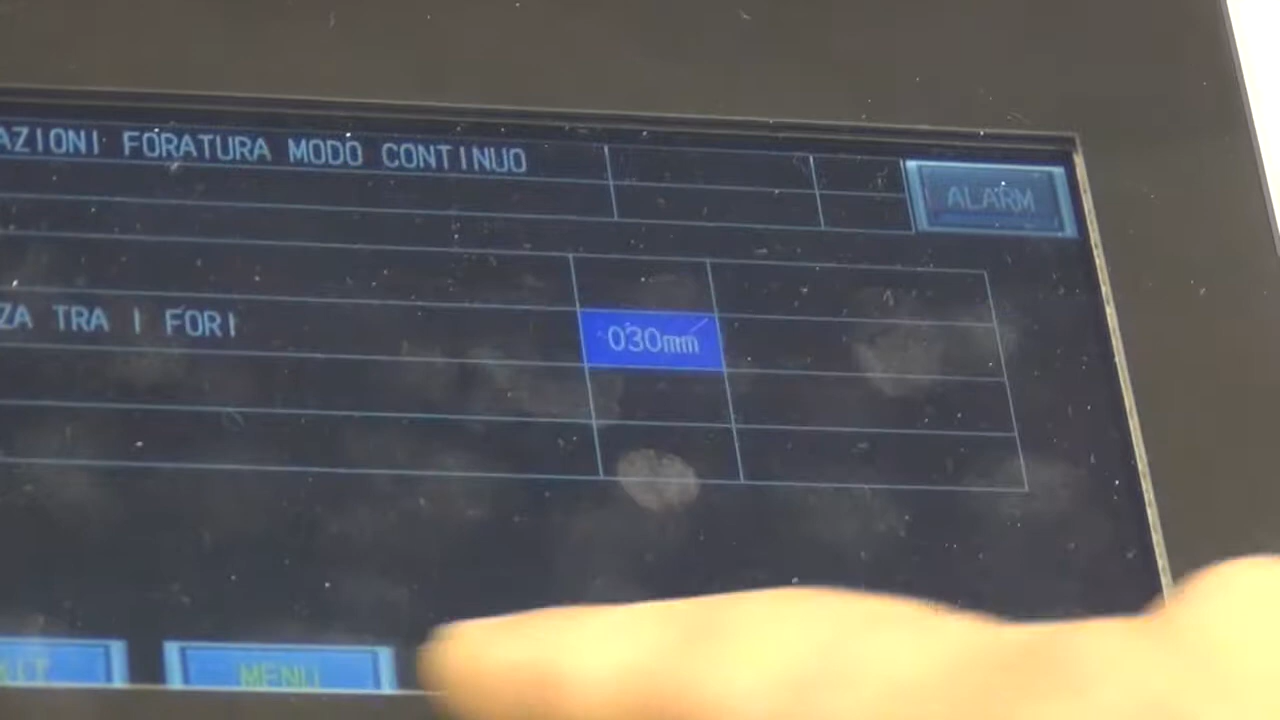 AZIONI FORATURA MODO CONTINUO
ALARM
ZA TRA I FORI
030mm
MENU